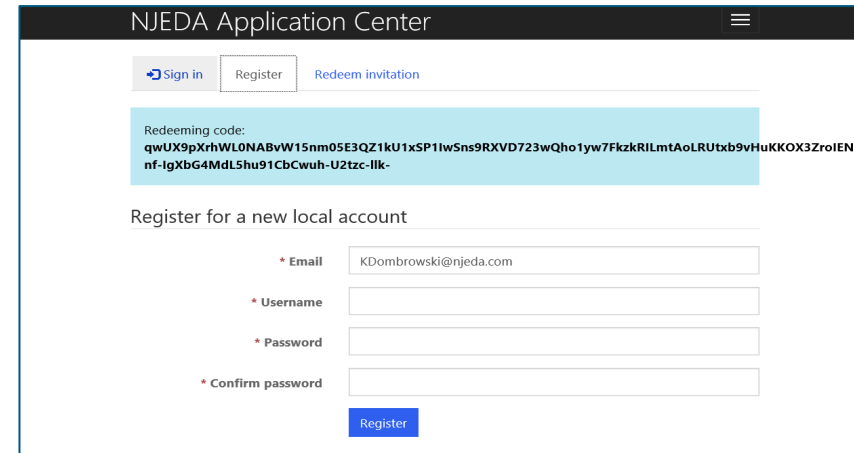 NJEDA Application Center
Sign in Register Redeem invitation
Redeeming code:
qwUX9pXrhWL0NABvW15nm05E3QZ1kU1xSP1IwSns9RXVD723wQho1yw7FkzkRILmtAoLRUtxb9vHuKKOX3ZroIEN
nf-IgXbG4MdL5hu91CbCwuh-U2tzc-llk-
Register for a new local account
* Email KDombrowski@njeda.com
* Username
* Password
* Confirm password
Register